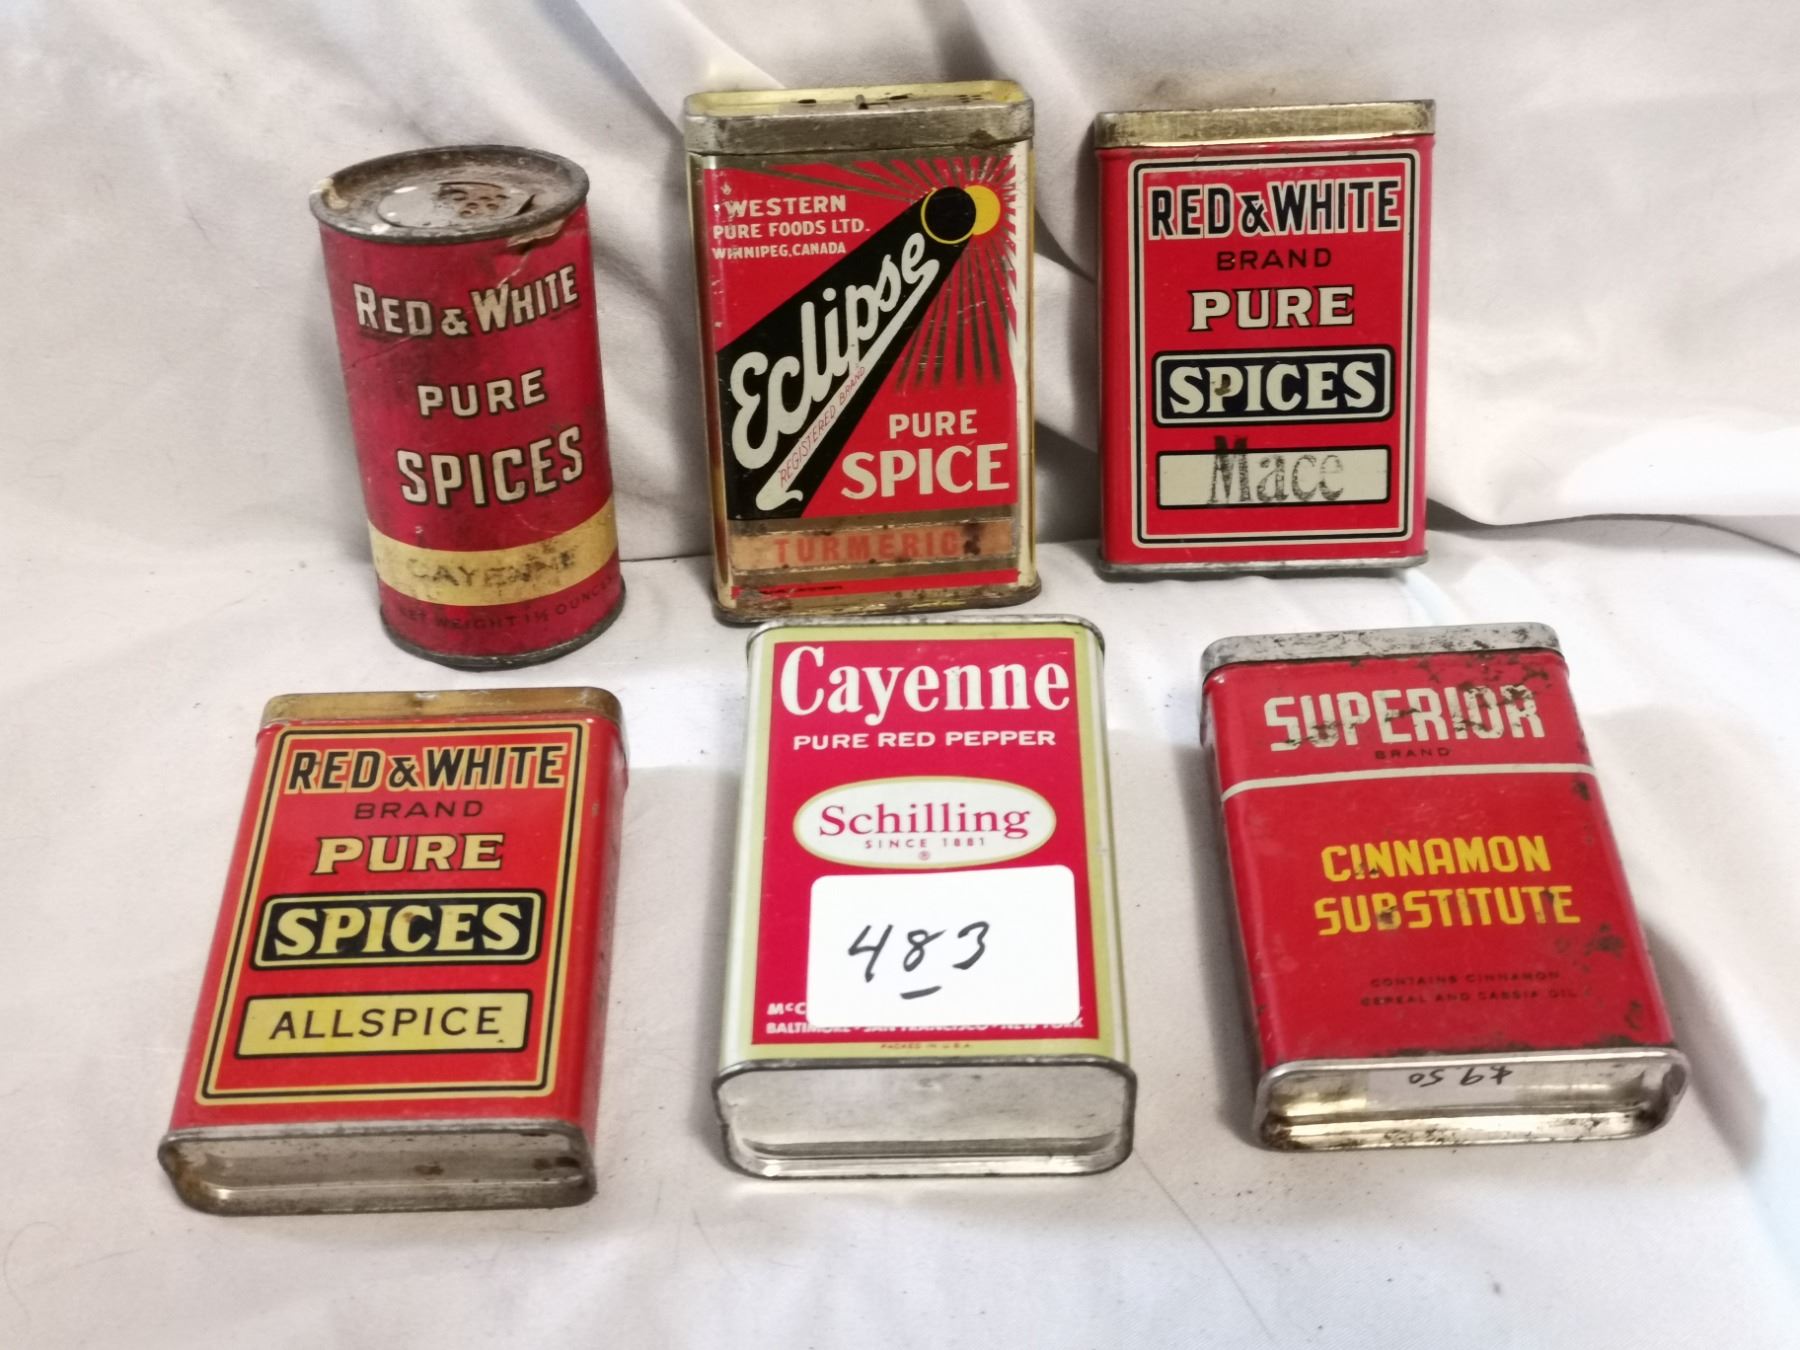 RED & WHITE
PURE
SPICES
CAYENNE
NET WEIGHT 1½ OUNCES
WESTERN
PURE FOODS LTD.
WINNIPEG, CANADA
Eclipse
REGISTERED BRAND
PURE
SPICE
TURMERIC
RED & WHITE
BRAND
PURE
SPICES
Mace
RED & WHITE
BRAND
PURE
SPICES
ALLSPICE
Cayenne
PURE RED PEPPER
Schilling
SINCE 1881
®
483
BALTIMORE · SAN FRANCISCO · NEW YORK
PACKED IN U.S.A.
SUPERIOR
BRAND
CINNAMON
SUBSTITUTE
CONTAINS CINNAMON
CEREAL AND CASSIA OIL
$9.50